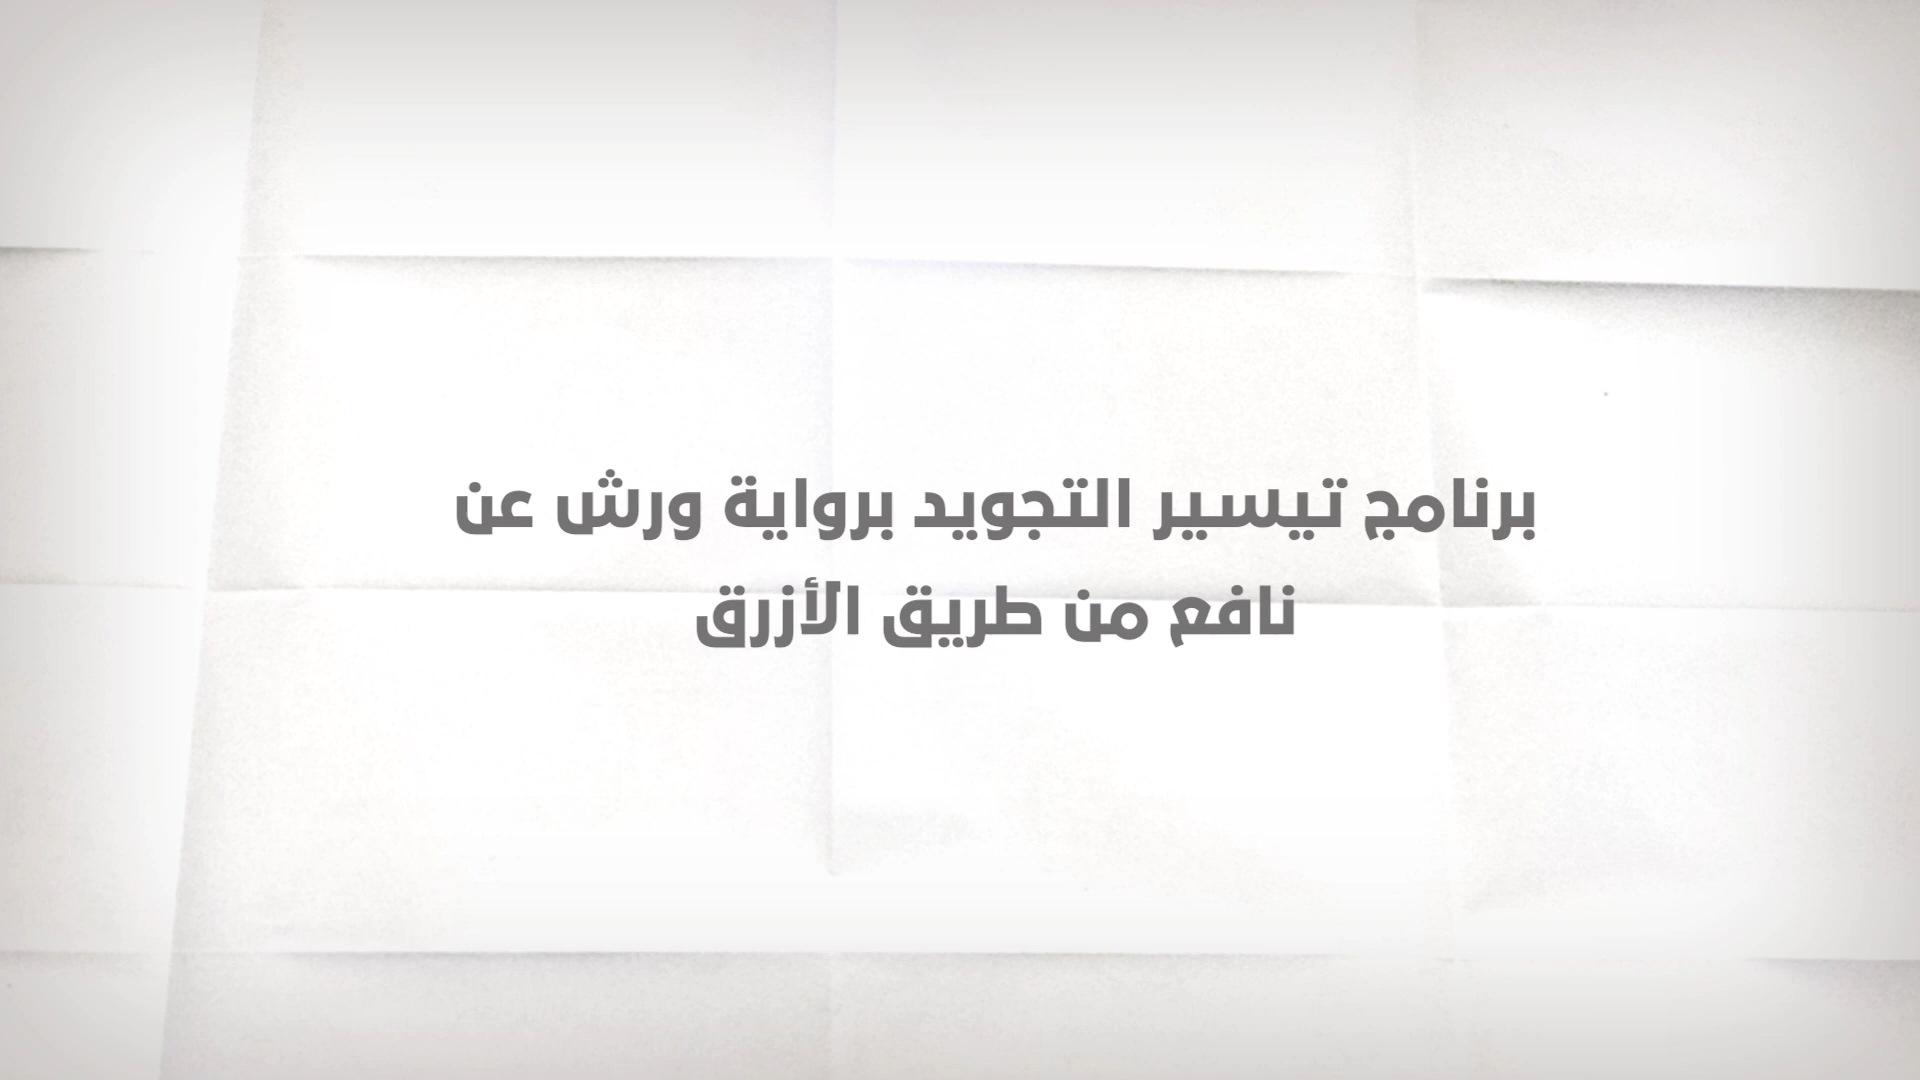 برنامج تيسير التجويد برواية ورش عن
نافع من طريق الأزرق